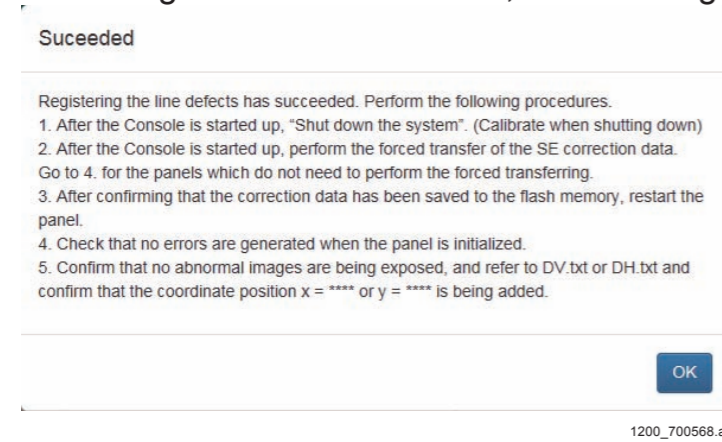 Suceeded
Registering the line defects has succeeded. Perform the following procedures.
1. After the Console is started up, “Shut down the system”. (Calibrate when shutting down)
2. After the Console is started up, perform the forced transfer of the SE correction data.
Go to 4. for the panels which do not need to perform the forced transferring.
3. After confirming that the correction data has been saved to the flash memory, restart the
panel.
4. Check that no errors are generated when the panel is initialized.
5. Confirm that no abnormal images are being exposed, and refer to DV.txt or DH.txt and
confirm that the coordinate position x = **** or y = **** is being added.
OK
1200_700568.a